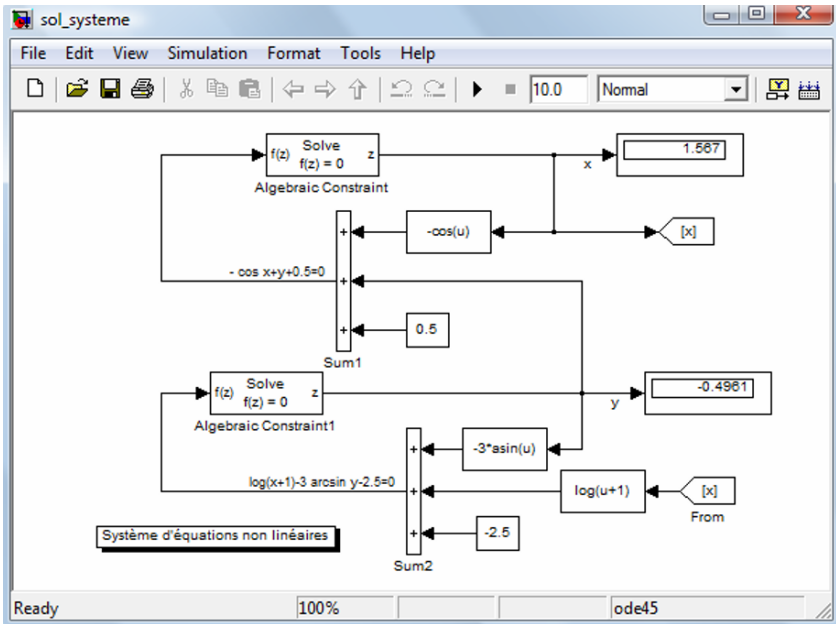 sol_systeme
File Edit View Simulation Format Tools Help
10.0 Normal
Solve
f(z) z
f(z) = 0
Algebraic Constraint
x
1.567
-cos(u)
[x]
- cos x+y+0.5=0
0.5
Sum1
Solve
f(z) z
f(z) = 0
Algebraic Constraint1
y
-0.4961
-3*asin(u)
log(x+1)-3 arcsin y-2.5=0
log(u+1)
[x]
From
-2.5
Sum2
Système d'équations non linéaires
Ready 100% ode45